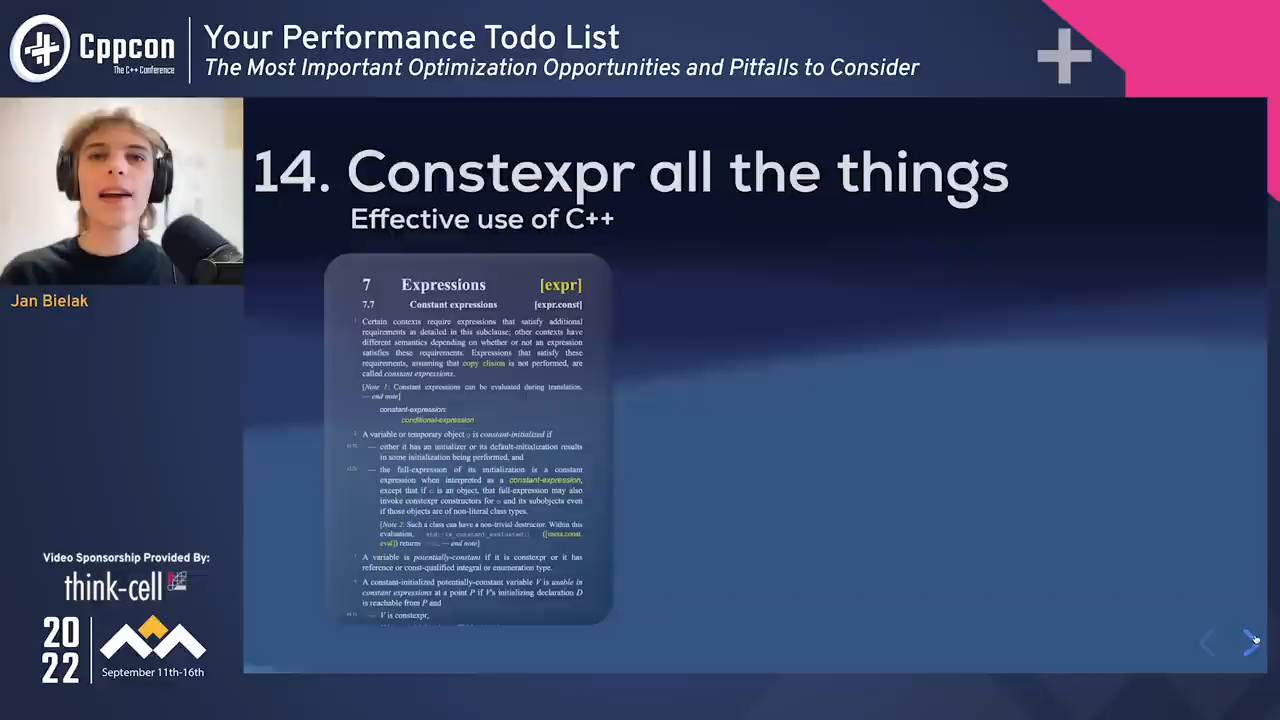 Cppcon
The C++ Conference
Your Performance Todo List
The Most Important Optimization Opportunities and Pitfalls to Consider
Jan Bielak
14. Constexpr all the things
Effective use of C++
7 Expressions [expr]
7.7 Constant expressions [expr.const]
1 Certain contexts require expressions that satisfy additional
requirements as detailed in this subclause; other contexts have
different semantics depending on whether or not an expression
satisfies these requirements. Expressions that satisfy these
requirements, assuming that copy elision is not performed, are
called constant expressions.
[Note 1: Constant expressions can be evaluated during translation.
— end note]
constant-expression:
conditional-expression
2 A variable or temporary object o is constant-initialized if
— either it has an initializer or its default-initialization results
in some initialization being performed, and
— the full-expression of its initialization is a constant
expression when interpreted as a constant-expression,
except that if o is an object, that full-expression may also
invoke constexpr constructors for o and its subobjects even
if those objects are of non-literal class types.
[Note 2: Such a class can have a non-trivial destructor. Within this
evaluation, std::is_constant_evaluated() ([meta.const.
eval]) returns . — end note]
A variable is potentially-constant if it is constexpr or it has
reference or const-qualified integral or enumeration type.
A constant-initialized potentially-constant variable V is usable in
constant expressions at a point P if V's initializing declaration D
is reachable from P and
— V is constexpr,
Video Sponsorship Provided By:
think-cell
20
22
September 11th-16th